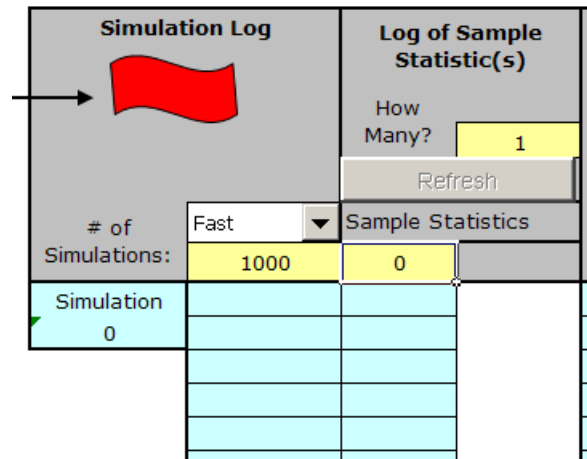 Simulation Log
Log of Sample
Statistic(s)
How
Many?
1
Refresh
# of
Simulations:
Fast
Sample Statistics
1000
0
Simulation
0